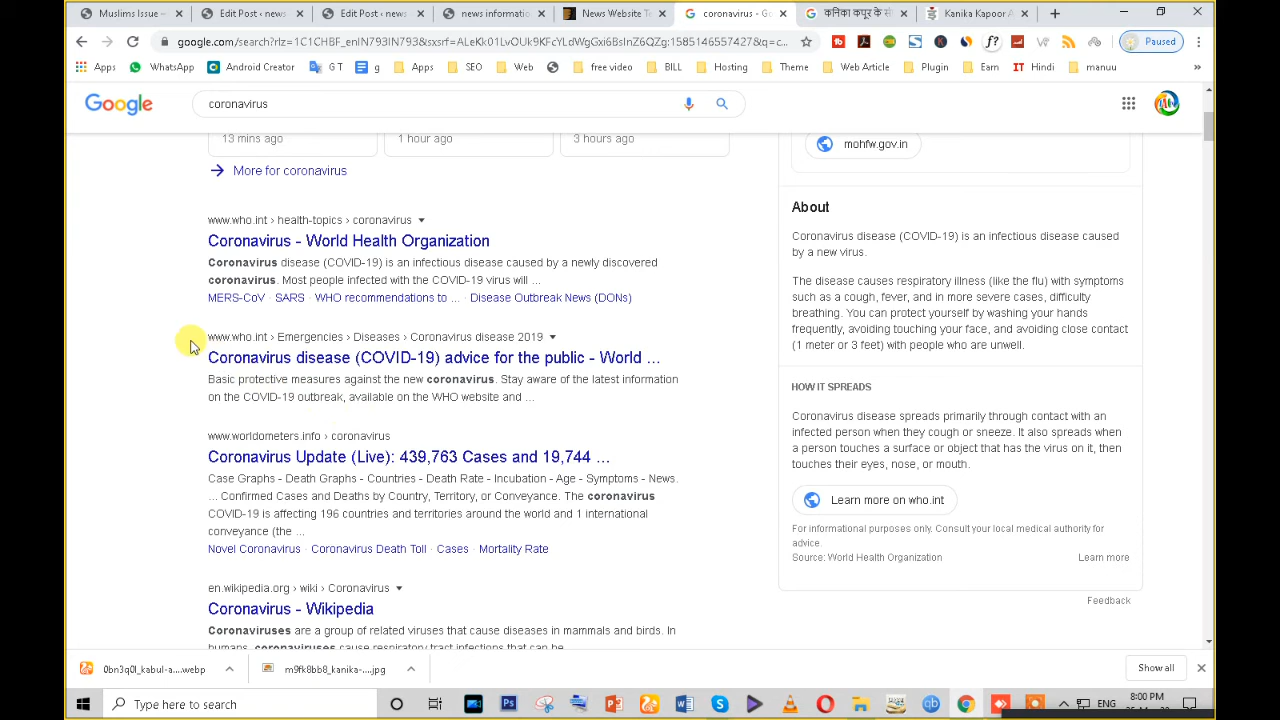 Muslims Issue –
Edit Post ‹ news
Edit Post ‹ news
news informatio
News Website Te
coronavirus - Go
कनिका कपूर के सं
Kanika Kapoor A
google.com/search?rlz=1C1CHBF_enIN793IN793&sxsrf=ALeKk01LvOUk9KFcYLdWgGxi6BsInZ6QZg:1585146557427&q=c...
Paused
Apps
WhatsApp
Android Creator
G T
g
Apps
SEO
Web
free video
BILL
Hosting
Theme
Web Article
Plugin
Earn
IT Hindi
manuu
»
Google
coronavirus
13 mins ago
1 hour ago
3 hours ago
More for coronavirus
www.who.int › health-topics › coronavirus
Coronavirus - World Health Organization
Coronavirus disease (COVID-19) is an infectious disease caused by a newly discovered
coronavirus. Most people infected with the COVID-19 virus will ...
MERS-CoV · SARS · WHO recommendations to ... · Disease Outbreak News (DONs)
www.who.int › Emergencies › Diseases › Coronavirus disease 2019
Coronavirus disease (COVID-19) advice for the public - World ...
Basic protective measures against the new coronavirus. Stay aware of the latest information
on the COVID-19 outbreak, available on the WHO website and ...
www.worldometers.info › coronavirus
Coronavirus Update (Live): 439,763 Cases and 19,744 ...
Case Graphs - Death Graphs - Countries - Death Rate - Incubation - Age - Symptoms - News.
... Confirmed Cases and Deaths by Country, Territory, or Conveyance. The coronavirus
COVID-19 is affecting 196 countries and territories around the world and 1 international
conveyance (the ...
Novel Coronavirus · Coronavirus Death Toll · Cases · Mortality Rate
en.wikipedia.org › wiki › Coronavirus
Coronavirus - Wikipedia
Coronaviruses are a group of related viruses that cause diseases in mammals and birds. In
humans, coronaviruses cause respiratory tract infections that can be
mohfw.gov.in
About
Coronavirus disease (COVID-19) is an infectious disease caused
by a new virus.
The disease causes respiratory illness (like the flu) with symptoms
such as a cough, fever, and in more severe cases, difficulty
breathing. You can protect yourself by washing your hands
frequently, avoiding touching your face, and avoiding close contact
(1 meter or 3 feet) with people who are unwell.
HOW IT SPREADS
Coronavirus disease spreads primarily through contact with an
infected person when they cough or sneeze. It also spreads when
a person touches a surface or object that has the virus on it, then
touches their eyes, nose, or mouth.
Learn more on who.int
For informational purposes only. Consult your local medical authority for
advice.
Source: World Health Organization
Learn more
Feedback
0bn3q0l_kabul-a....webp
m9fk8bb8_kanika-....jpg
Show all
Type here to search
ENG
8:00 PM